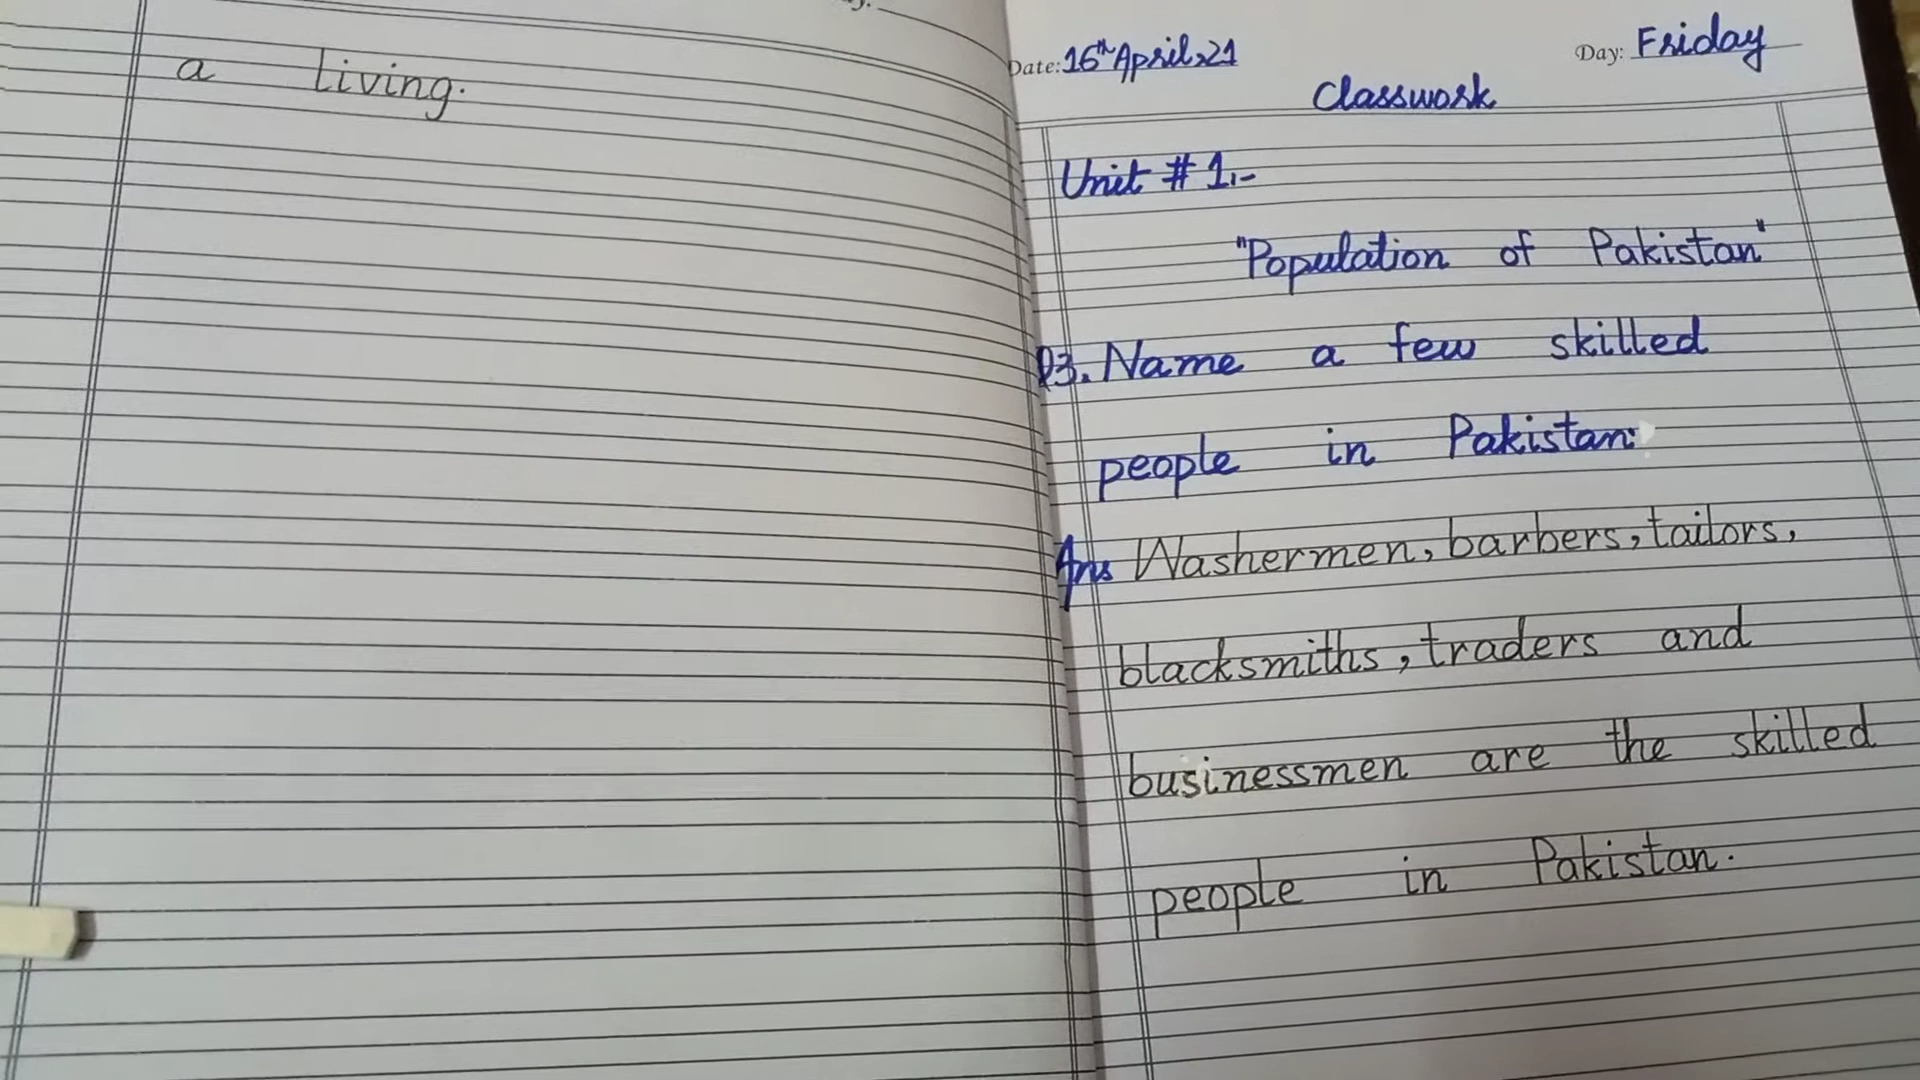 a living.
Date: 16th April, 21 Day: Friday
Classwork
Unit # 1.-
"Population of Pakistan"
Q3. Name a few skilled
people in Pakistan:
Ans Washermen, barbers, tailors,
blacksmiths, traders and
businessmen are the skilled
people in Pakistan.